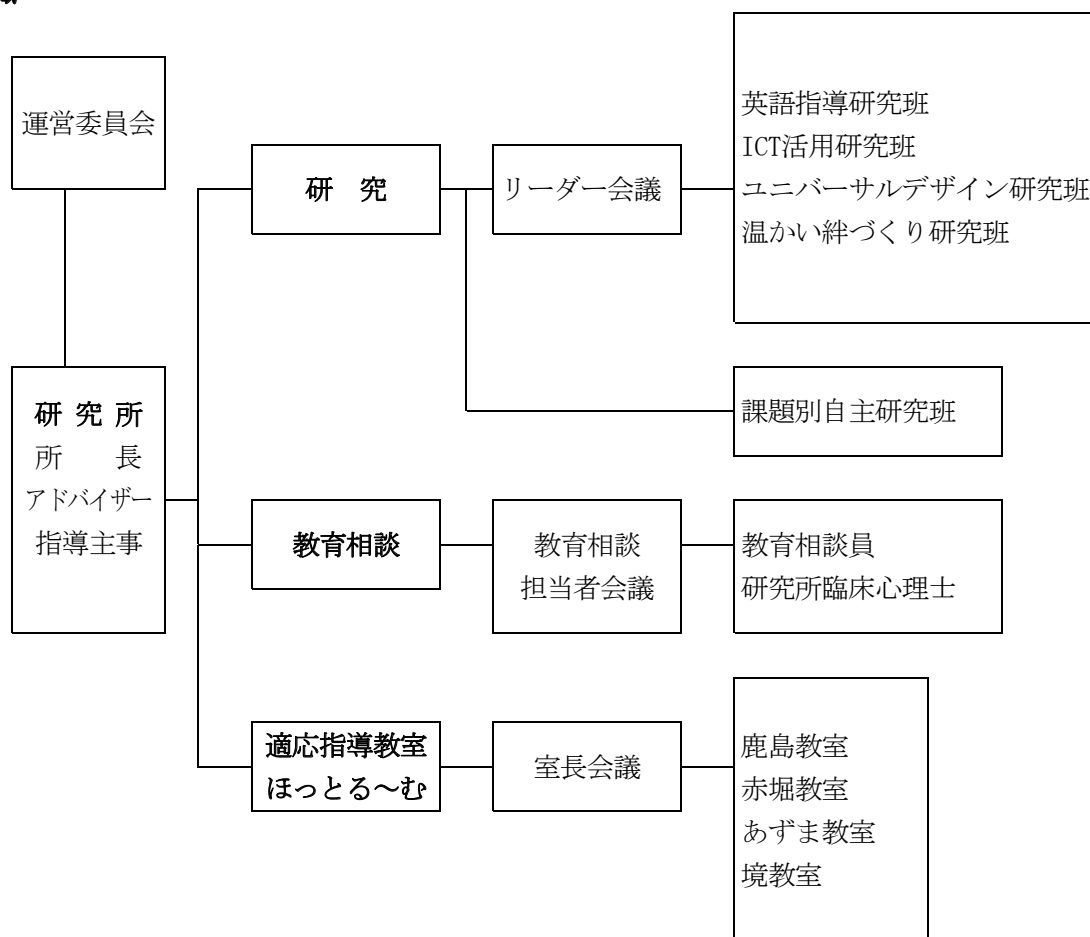 運営委員会
研究所
所　　長
アドバイザー
指導主事
研　究
リーダー会議
英語指導研究班
ICT活用研究班
ユニバーサルデザイン研究班
温かい絆づくり研究班
課題別自主研究班
教育相談
教育相談
担当者会議
教育相談員
研究所臨床心理士
適応指導教室
ほっとる～む
室長会議
鹿島教室
赤堀教室
あずま教室
境教室